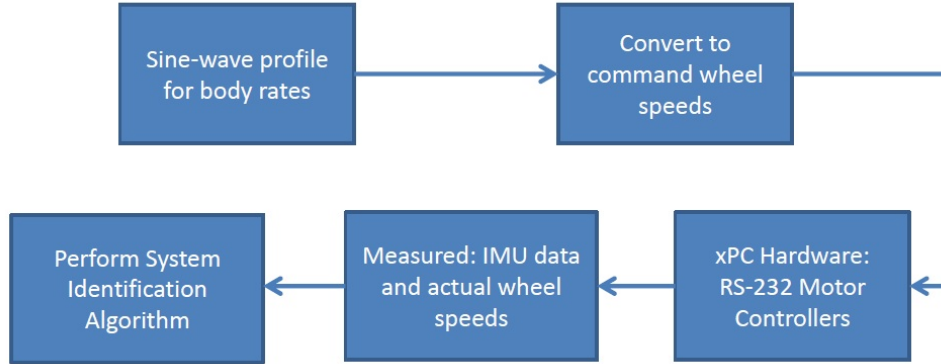 Sine-wave profile
for body rates
Convert to
command wheel
speeds
xPC Hardware:
RS-232 Motor
Controllers
Measured: IMU data
and actual wheel
speeds
Perform System
Identification
Algorithm